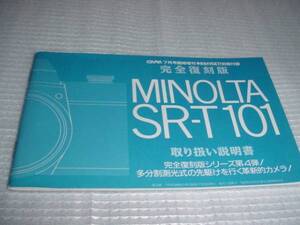 完全復刻版
MINOLTA
SR-T 101
取り扱い説明書
完全復刻版シリーズ第4弾!
多分割測光式の先駆けを行く革新的カメラ!